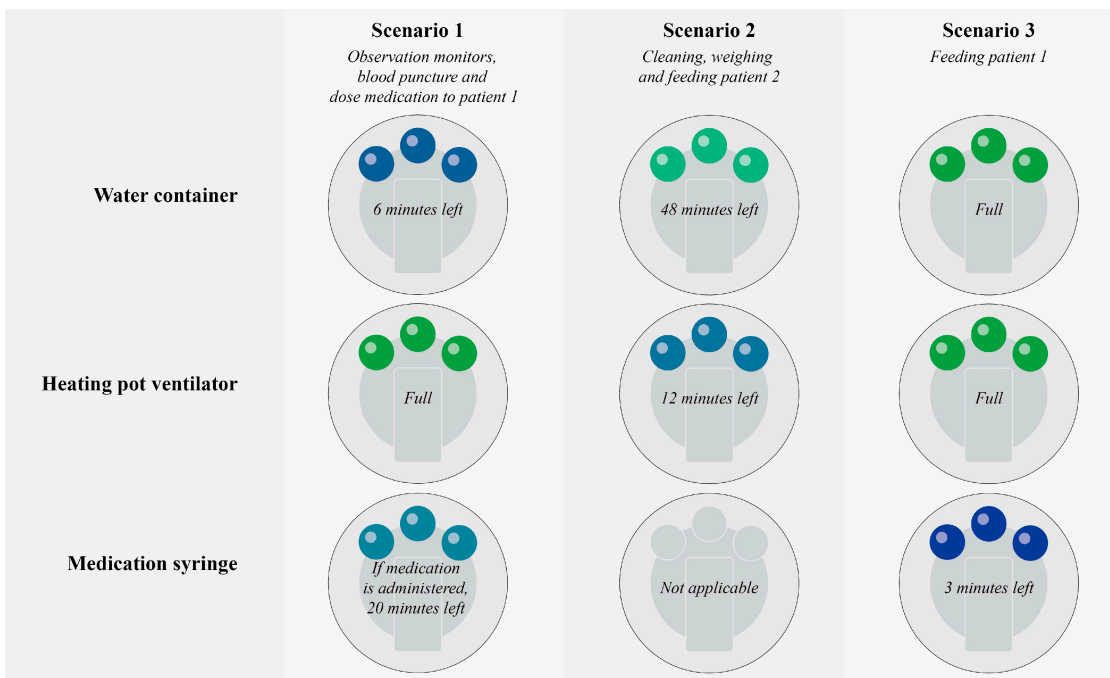 Scenario 1
Observation monitors,
blood puncture and
dose medication to patient 1
Scenario 2
Cleaning, weighing
and feeding patient 2
Scenario 3
Feeding patient 1
Water container
6 minutes left
48 minutes left
Full
Heating pot ventilator
Full
12 minutes left
Full
Medication syringe
If medication
is administered,
20 minutes left
Not applicable
3 minutes left